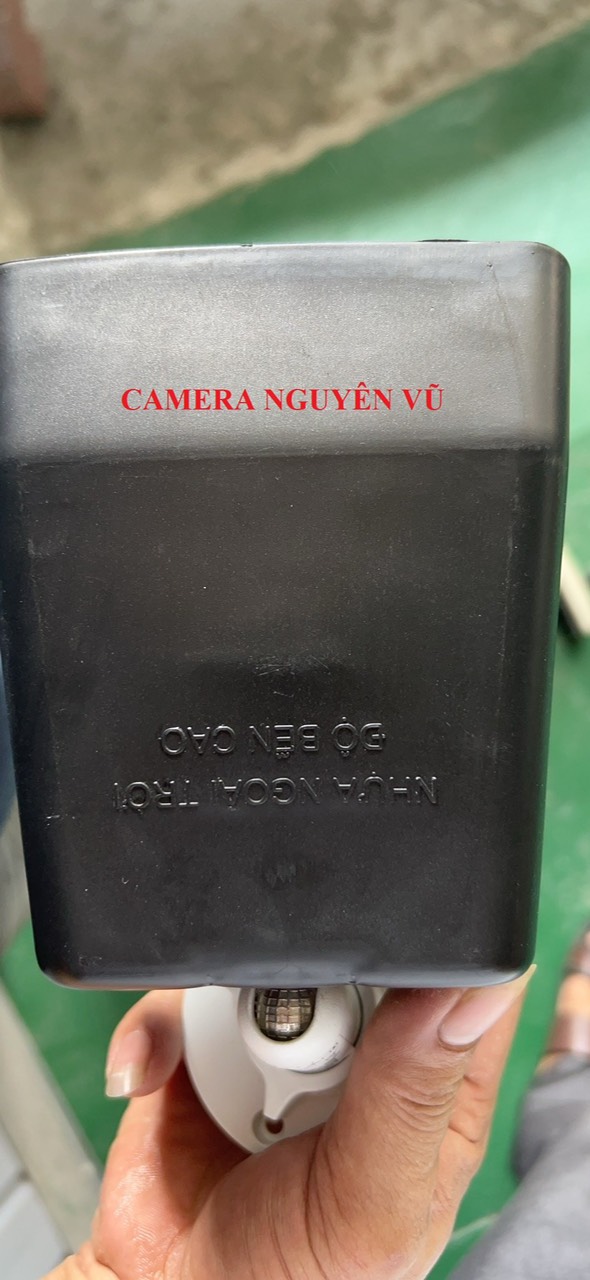 CAMERA NGUYÊN VŨ
NHỰA NGOÀI TRỜI
ĐỘ BỀN CAO